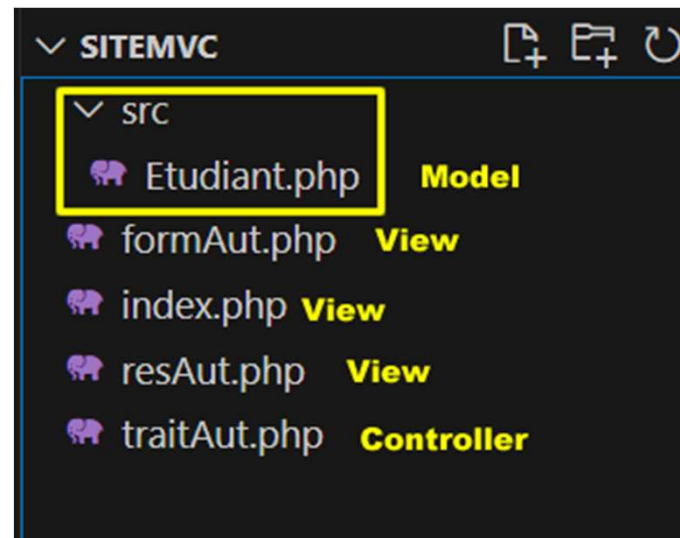 SITEMVC
src
Etudiant.php Model
formAut.php View
index.php View
resAut.php View
traitAut.php Controller